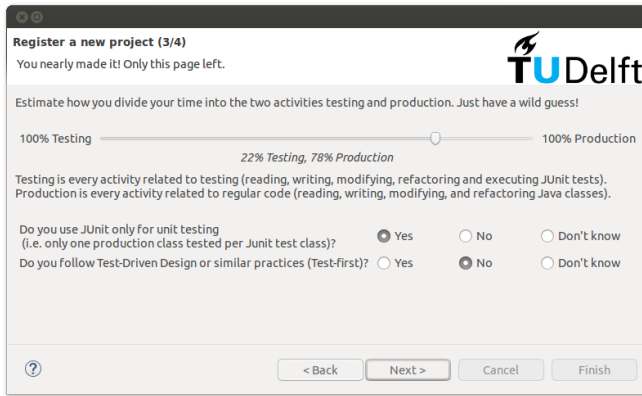 Register a new project (3/4)
You nearly made it! Only this page left.
TUDelft
Estimate how you divide your time into the two activities testing and production. Just have a wild guess!
100% Testing 100% Production
22% Testing, 78% Production
Testing is every activity related to testing (reading, writing, modifying, refactoring and executing JUnit tests).
Production is every activity related to regular code (reading, writing, modifying, and refactoring Java classes).
Do you use JUnit only for unit testing
(i.e. only one production class tested per Junit test class)? Yes No Don't know
Do you follow Test-Driven Design or similar practices (Test-first)? Yes No Don't know
? < Back Next > Cancel Finish